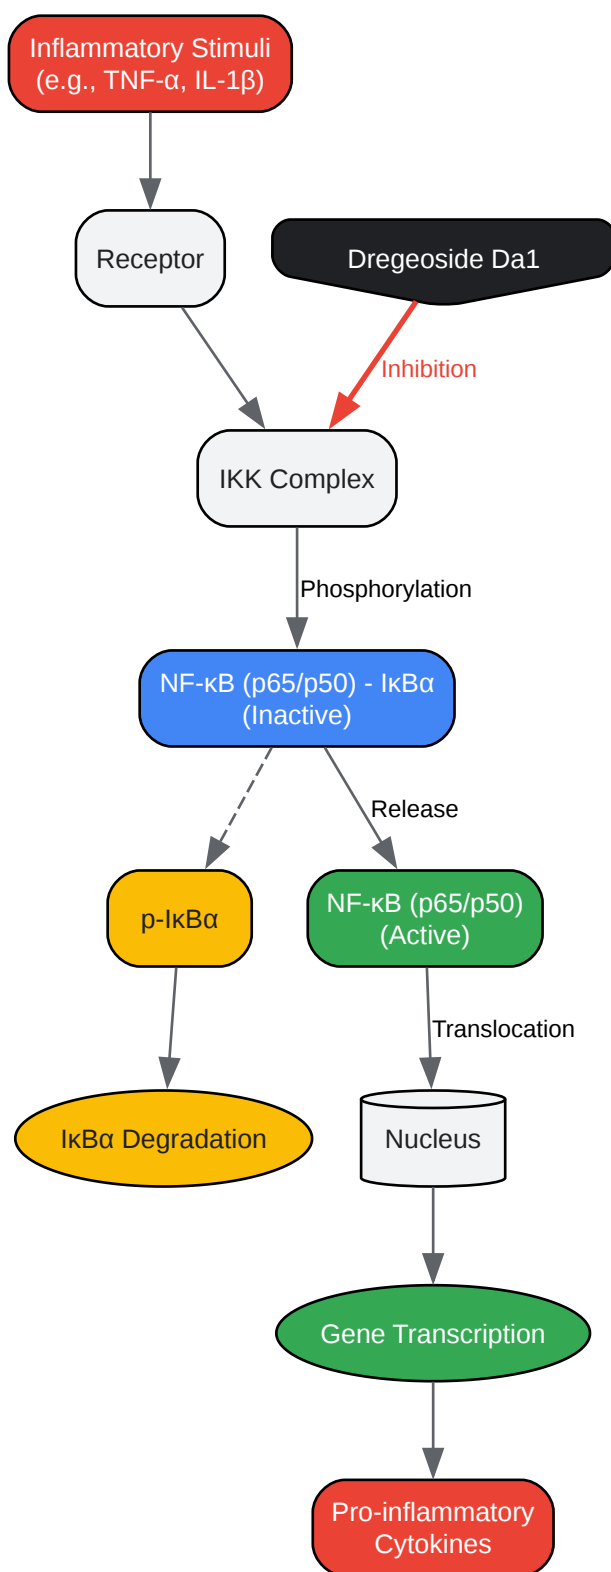 Inflammatory Stimuli
(e.g., TNF-α, IL-1β)
Receptor
Dregeoside Da1
Inhibition
IKK Complex
Phosphorylation
NF-κB (p65/p50) - IκBα
(Inactive)
Release
p-IκBα
NF-κB (p65/p50)
(Active)
Translocation
IκBα Degradation
Nucleus
Gene Transcription
Pro-inflammatory
Cytokines